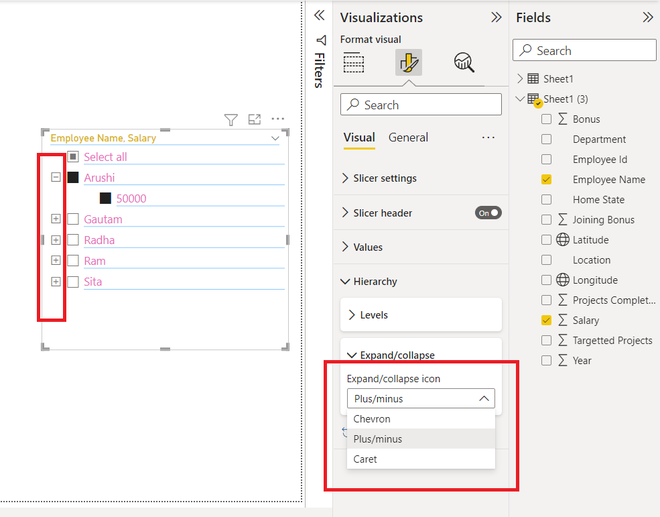 Visualizations
Format visual
Search
Visual
General
Slicer settings
Slicer header
On
Values
Hierarchy
Levels
Expand/collapse
Expand/collapse icon
Plus/minus
Chevron
Plus/minus
Caret
Filters
Fields
Search
Sheet1
Sheet1 (3)
Bonus
Department
Employee Id
Employee Name
Home State
Joining Bonus
Latitude
Location
Longitude
Projects Complet...
Salary
Targetted Projects
Year
Employee Name, Salary
Select all
Arushi
50000
Gautam
Radha
Ram
Sita